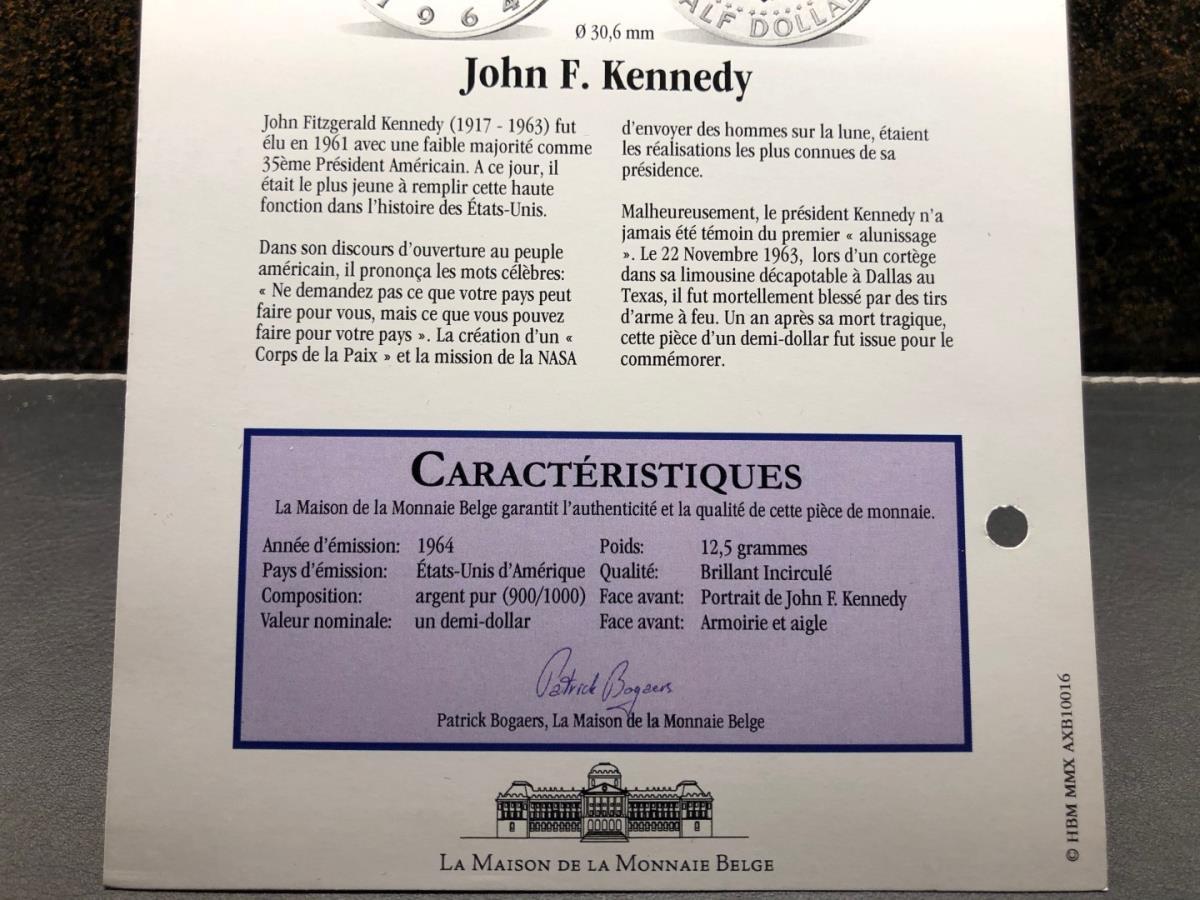 1964
HALF DOLLAR
Ø 30,6 mm
John F. Kennedy
John Fitzgerald Kennedy (1917 - 1963) fut
élu en 1961 avec une faible majorité comme
35ème Président Américain. A ce jour, il
était le plus jeune à remplir cette haute
fonction dans l'histoire des États-Unis.
Dans son discours d'ouverture au peuple
américain, il prononça les mots célèbres:
« Ne demandez pas ce que votre pays peut
faire pour vous, mais ce que vous pouvez
faire pour votre pays ». La création d'un «
Corps de la Paix » et la mission de la NASA
d'envoyer des hommes sur la lune, étaient
les réalisations les plus connues de sa
présidence.
Malheureusement, le président Kennedy n'a
jamais été témoin du premier « alunissage
». Le 22 Novembre 1963, lors d'un cortège
dans sa limousine décapotable à Dallas au
Texas, il fut mortellement blessé par des tirs
d'arme à feu. Un an après sa mort tragique,
cette pièce d'un demi-dollar fut issue pour le
commémorer.
CARACTÉRISTIQUES
La Maison de la Monnaie Belge garantit l'authenticité et la qualité de cette pièce de monnaie.
Année d'émission: 1964 Poids: 12,5 grammes
Pays d'émission: États-Unis d'Amérique Qualité: Brillant Incirculé
Composition: argent pur (900/1000) Face avant: Portrait de John F. Kennedy
Valeur nominale: un demi-dollar Face avant: Armoirie et aigle
Patrick Bogaers
Patrick Bogaers, La Maison de la Monnaie Belge
LA MAISON DE LA MONNAIE BELGE
© HBM MMX AXB10016